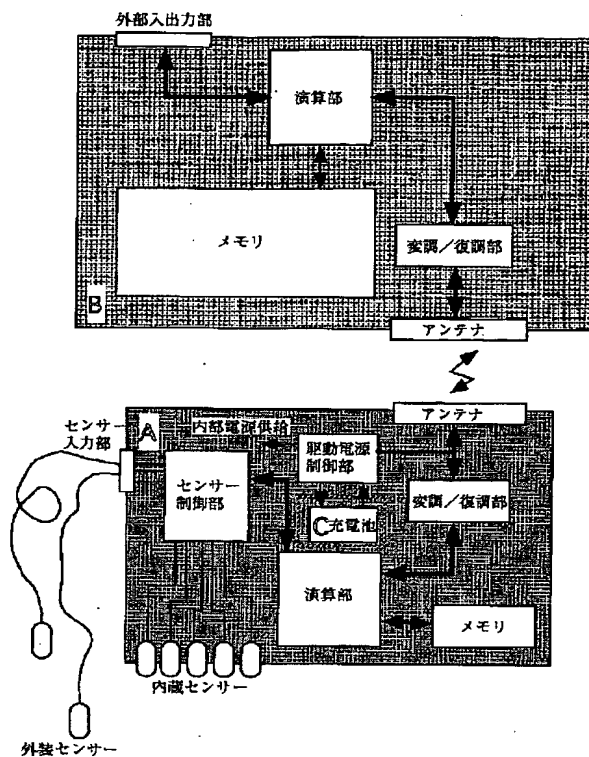 外部入出力部
演算部
メモリ
変調／復調部
B
アンテナ
アンテナ
センサー
入力部
A
内部電源供給
駆動電源
制御部
センサー
制御部
変調／復調部
C充電池
演算部
メモリ
内蔵センサー
外装センサー